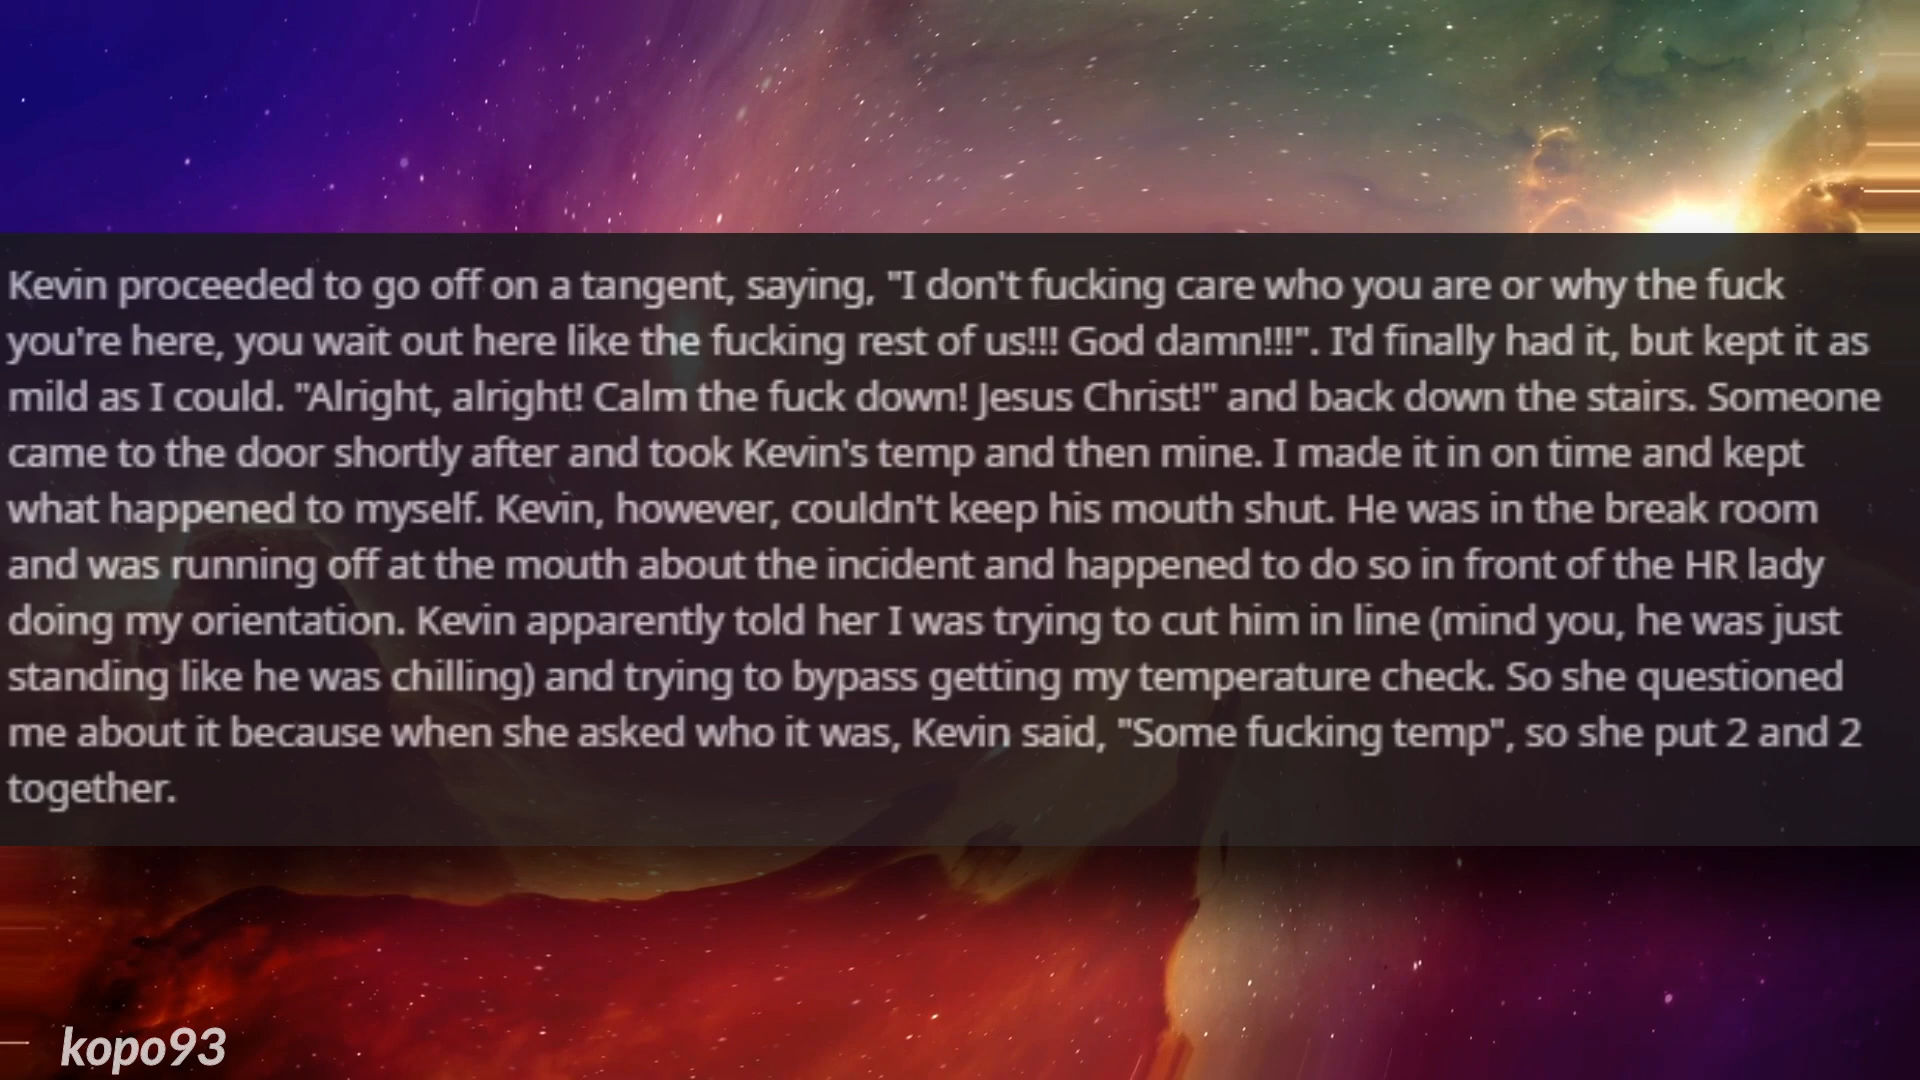 Kevin proceeded to go off on a tangent, saying, "I don't fucking care who you are or why the fuck
you're here, you wait out here like the fucking rest of us!!! God damn!!!". I'd finally had it, but kept it as
mild as I could. "Alright, alright! Calm the fuck down! Jesus Christ!" and back down the stairs. Someone
came to the door shortly after and took Kevin's temp and then mine. I made it in on time and kept
what happened to myself. Kevin, however, couldn't keep his mouth shut. He was in the break room
and was running off at the mouth about the incident and happened to do so in front of the HR lady
doing my orientation. Kevin apparently told her I was trying to cut him in line (mind you, he was just
standing like he was chilling) and trying to bypass getting my temperature check. So she questioned
me about it because when she asked who it was, Kevin said, "Some fucking temp", so she put 2 and 2
together.
kopo93